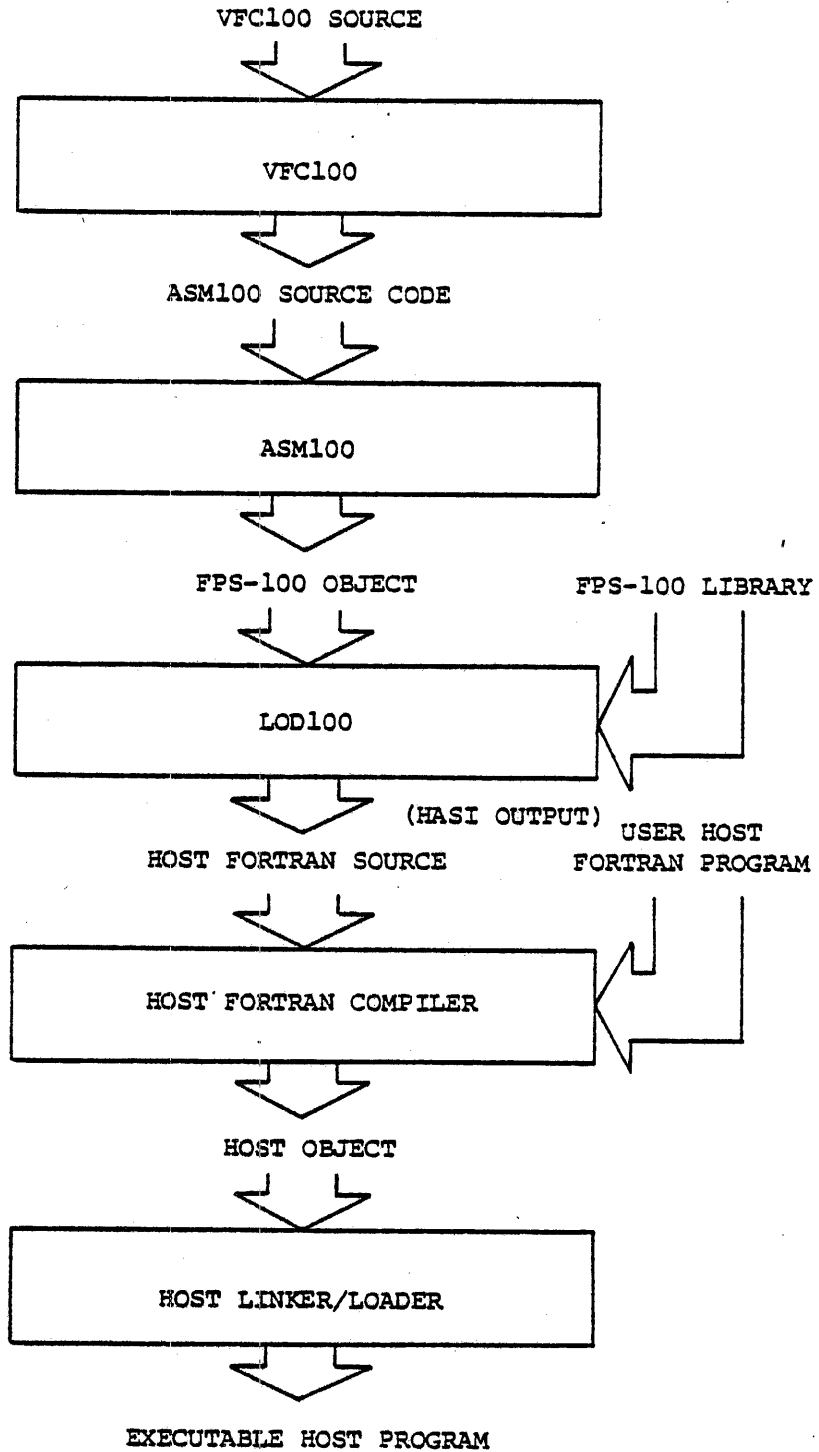 VFC100 SOURCE
VFC100
ASM100 SOURCE CODE
ASM100
FPS-100 OBJECT
FPS-100 LIBRARY
LOD100
(HASI OUTPUT)
HOST FORTRAN SOURCE
USER HOST
FORTRAN PROGRAM
HOST FORTRAN COMPILER
HOST OBJECT
HOST LINKER/LOADER
EXECUTABLE HOST PROGRAM